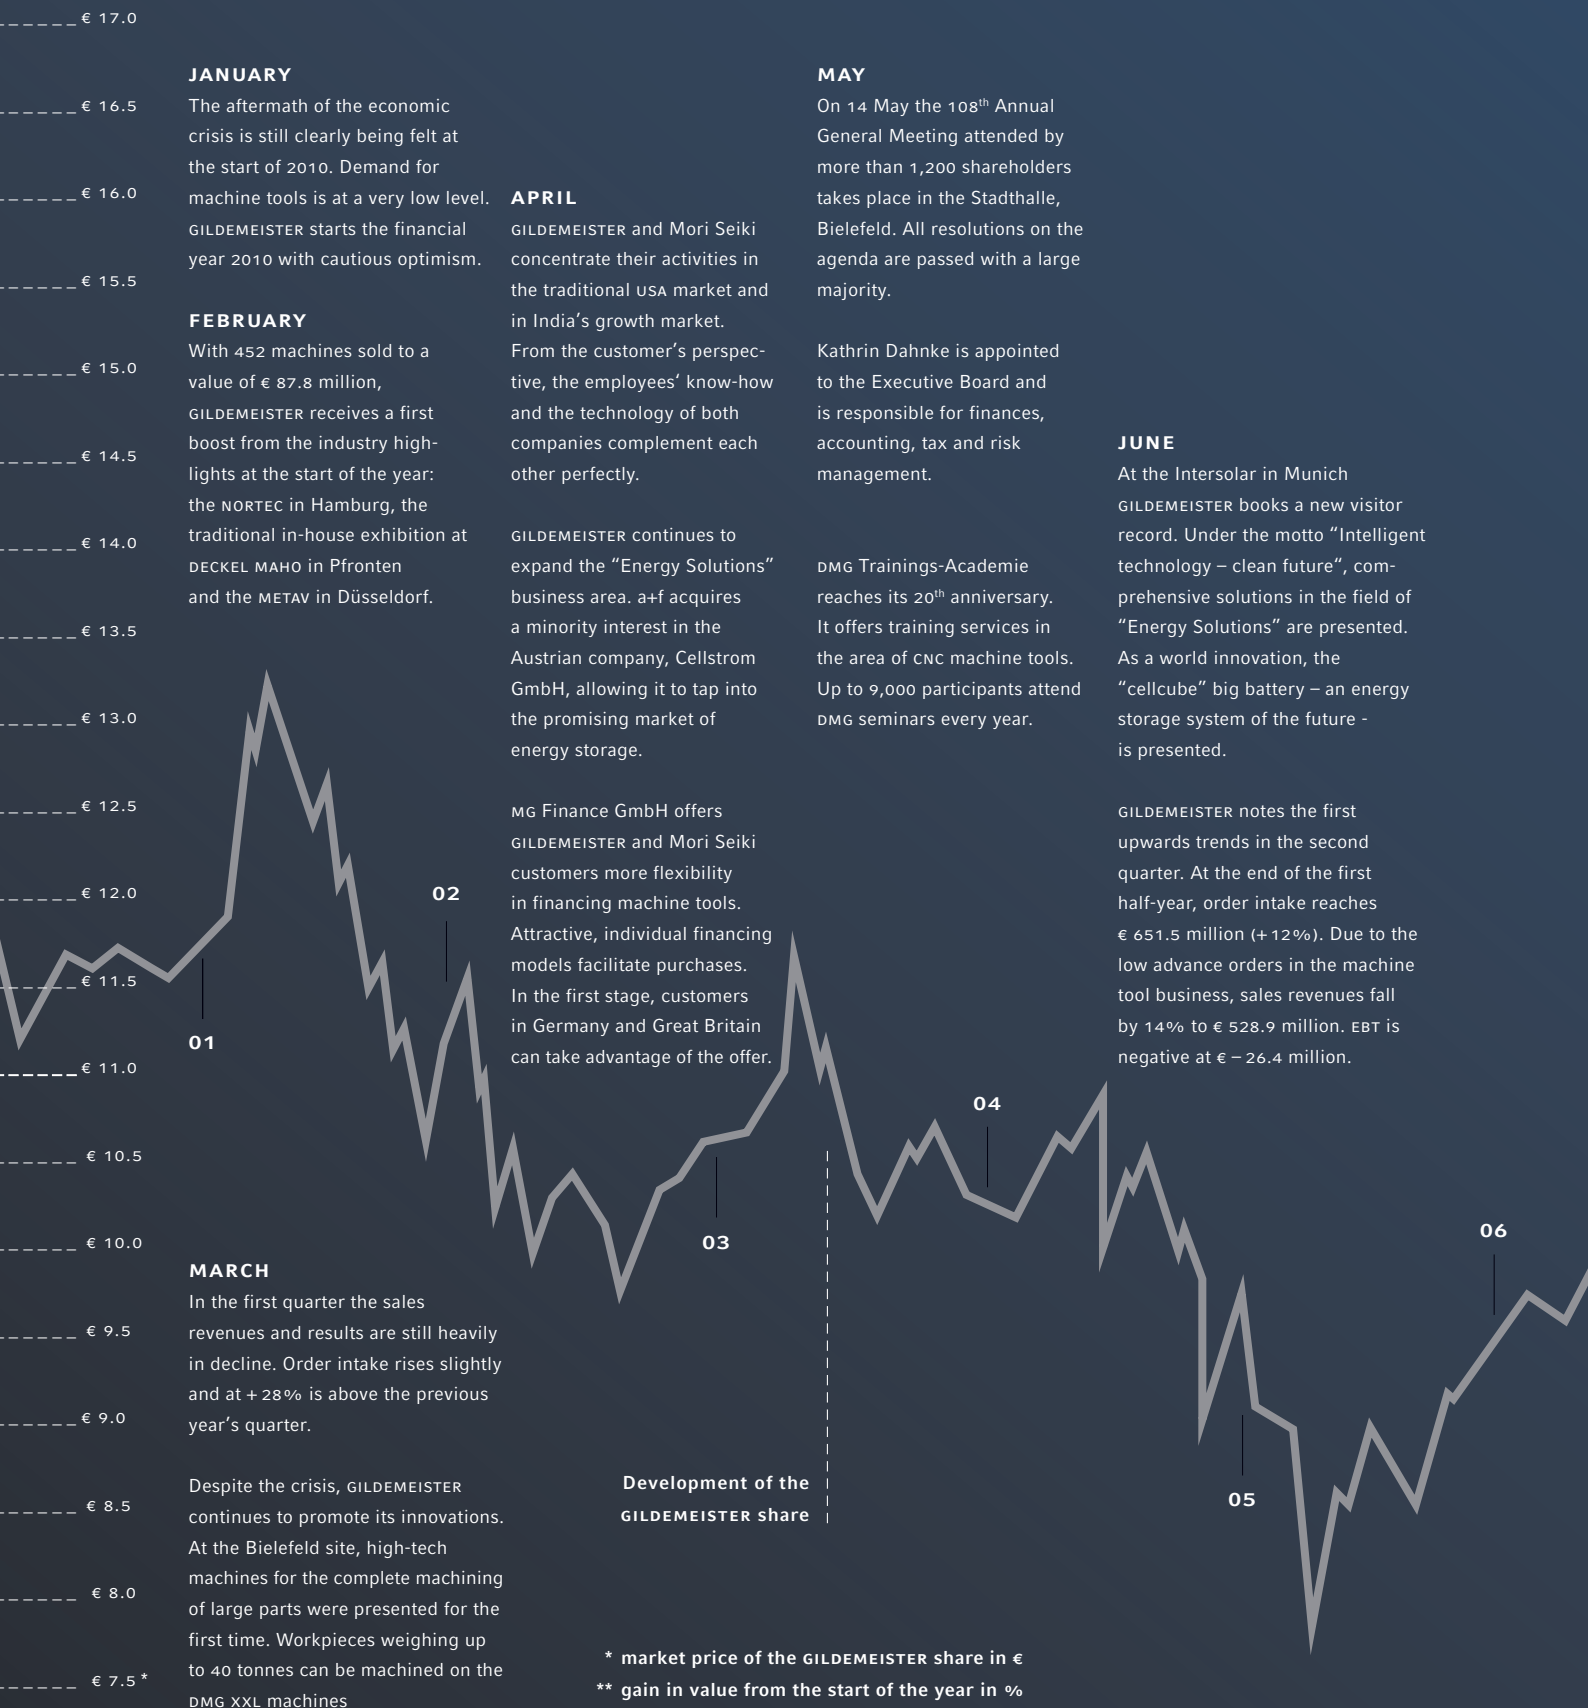 € 17.0
€ 16.5
€ 16.0
€ 15.5
€ 15.0
€ 14.5
€ 14.0
€ 13.5
€ 13.0
€ 12.5
€ 12.0
€ 11.5
€ 11.0
€ 10.5
€ 10.0
€ 9.5
€ 9.0
€ 8.5
€ 8.0
€ 7.5 *
JANUARY
The aftermath of the economic
crisis is still clearly being felt at
the start of 2010. Demand for
machine tools is at a very low level.
GILDEMEISTER starts the financial
year 2010 with cautious optimism.
FEBRUARY
With 452 machines sold to a
value of € 87.8 million,
GILDEMEISTER receives a first
boost from the industry high-
lights at the start of the year:
the NORTEC in Hamburg, the
traditional in-house exhibition at
DECKEL MAHO in Pfronten
and the METAV in Düsseldorf.
01
02
MARCH
In the first quarter the sales
revenues and results are still heavily
in decline. Order intake rises slightly
and at + 28% is above the previous
year’s quarter.
Despite the crisis, GILDEMEISTER
continues to promote its innovations.
At the Bielefeld site, high-tech
machines for the complete machining
of large parts were presented for the
first time. Workpieces weighing up
to 40 tonnes can be machined on the
DMG XXL machines
APRIL
GILDEMEISTER and Mori Seiki
concentrate their activities in
the traditional USA market and
in India’s growth market.
From the customer’s perspec-
tive, the employees‘ know-how
and the technology of both
companies complement each
other perfectly.
GILDEMEISTER continues to
expand the “Energy Solutions”
business area. a+f acquires
a minority interest in the
Austrian company, Cellstrom
GmbH, allowing it to tap into
the promising market of
energy storage.
MG Finance GmbH offers
GILDEMEISTER and Mori Seiki
customers more flexibility
in financing machine tools.
Attractive, individual financing
models facilitate purchases.
In the first stage, customers
in Germany and Great Britain
can take advantage of the offer.
03
Development of the
GILDEMEISTER share
* market price of the GILDEMEISTER share in €
** gain in value from the start of the year in %
MAY
On 14 May the 108th Annual
General Meeting attended by
more than 1,200 shareholders
takes place in the Stadthalle,
Bielefeld. All resolutions on the
agenda are passed with a large
majority.
Kathrin Dahnke is appointed
to the Executive Board and
is responsible for finances,
accounting, tax and risk
management.
DMG Trainings-Academie
reaches its 20th anniversary.
It offers training services in
the area of CNC machine tools.
Up to 9,000 participants attend
DMG seminars every year.
04
JUNE
At the Intersolar in Munich
GILDEMEISTER books a new visitor
record. Under the motto “Intelligent
technology – clean future“, com-
prehensive solutions in the field of
“Energy Solutions” are presented.
As a world innovation, the
“cellcube” big battery – an energy
storage system of the future -
is presented.
GILDEMEISTER notes the first
upwards trends in the second
quarter. At the end of the first
half-year, order intake reaches
€ 651.5 million (+ 12%). Due to the
low advance orders in the machine
tool business, sales revenues fall
by 14% to € 528.9 million. EBT is
negative at € – 26.4 million.
05
06